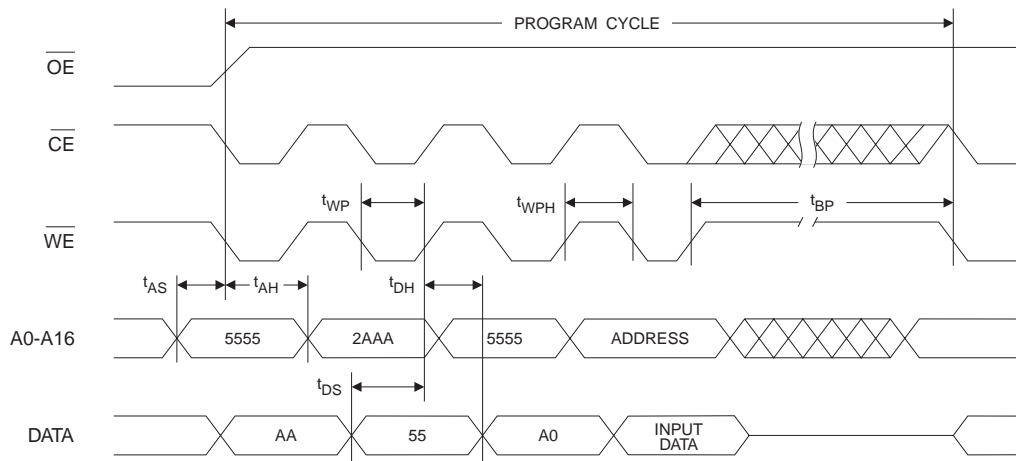 PROGRAM CYCLE
OE
CE
tWP
tWPH
tBP
WE
tAS
tAH
tDH
A0-A16
5555
2AAA
5555
ADDRESS
tDS
DATA
AA
55
A0
INPUT
DATA